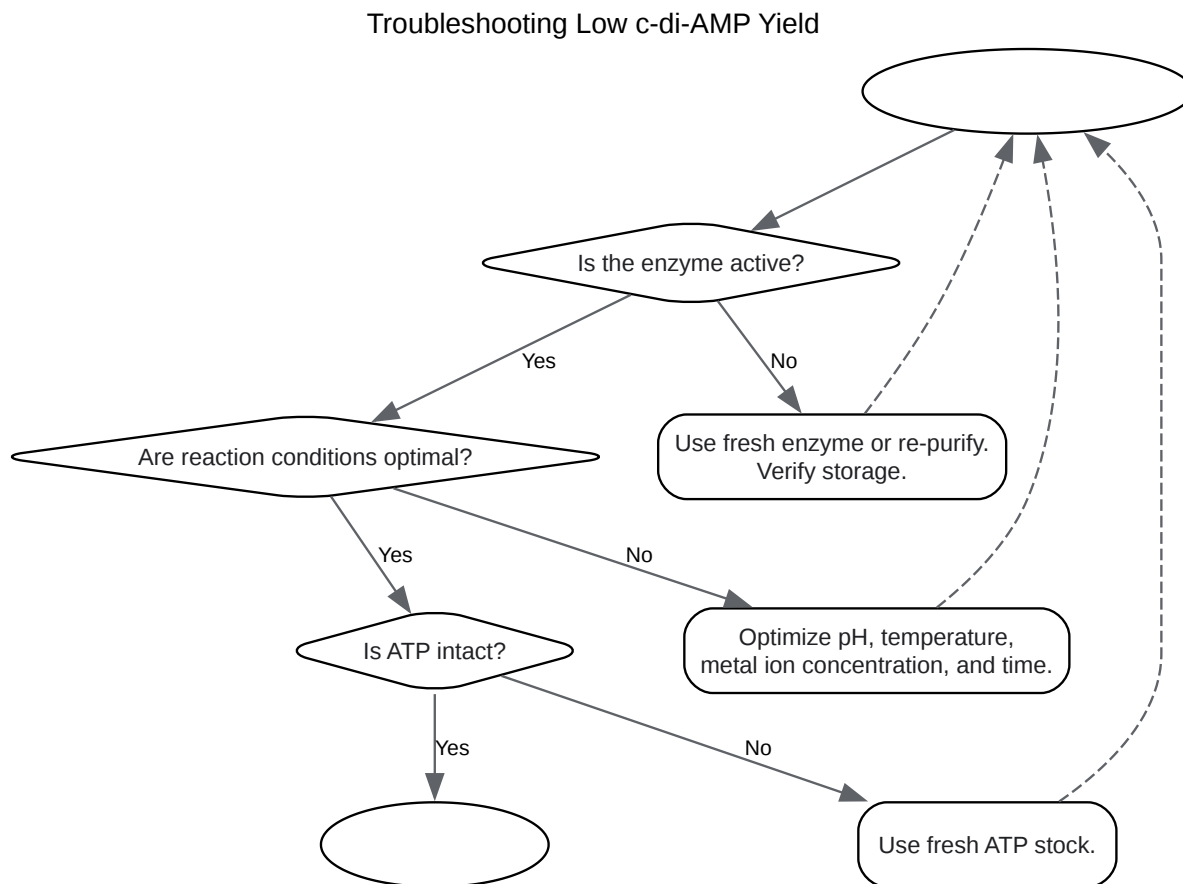 Troubleshooting Low c-di-AMP Yield
Is the enzyme active?
Yes
No
Use fresh enzyme or re-purify.
Verify storage.
Are reaction conditions optimal?
Yes
No
Optimize pH, temperature,
metal ion concentration, and time.
Is ATP intact?
Yes
No
Use fresh ATP stock.